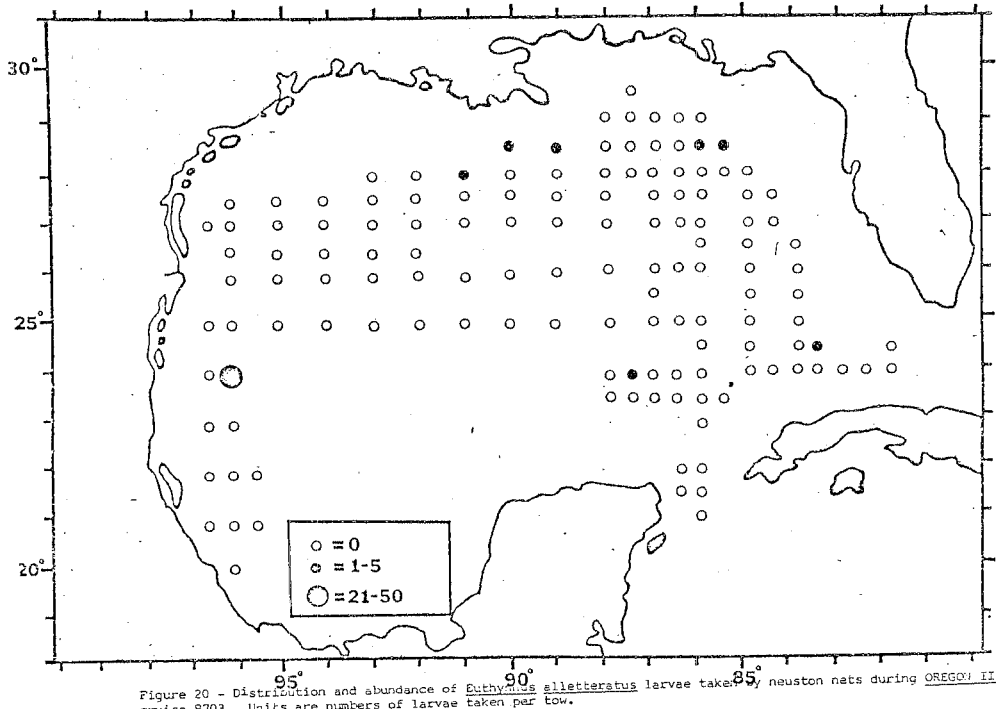 30°
25°
20°
○ = 0
= 1-5
= 21-50
95°
90°
85°
Figure 20 - Distribution and abundance of Euthynnus alletteratus larvae taken by neuston nets during OREGON II
8703. Units are numbers of larvae taken per tow.